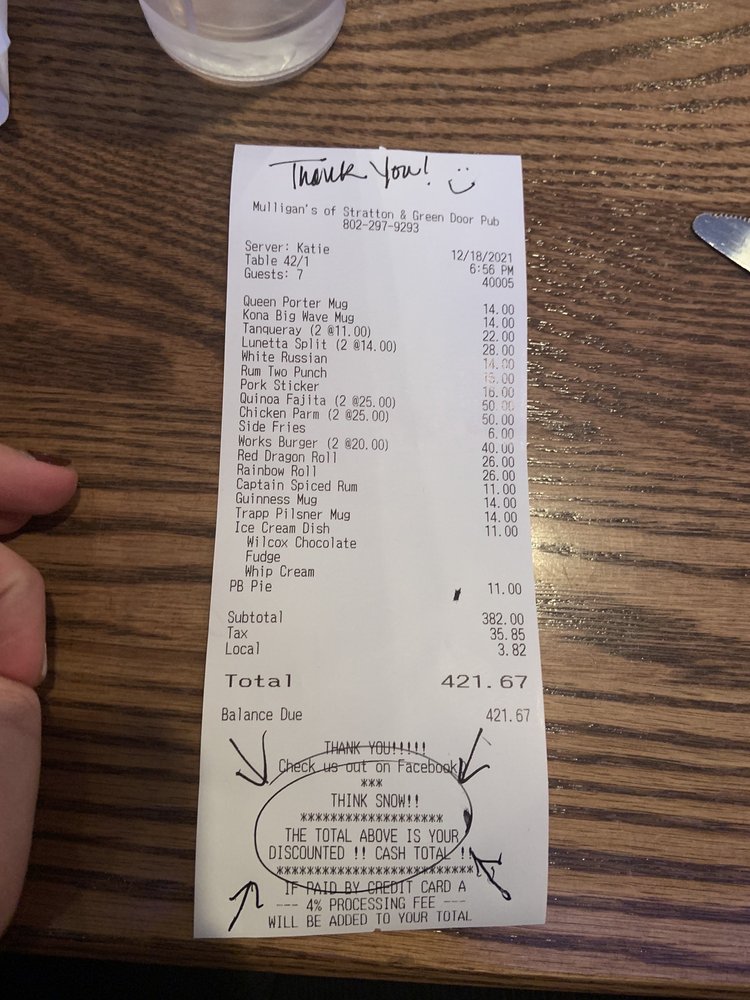 Thank You! :)
Mulligan's of Stratton & Green Door Pub
802-297-9293
Server: Katie 12/18/2021
Table 42/1 6:56 PM
Guests: 7 40005
Queen Porter Mug 14.00
Kona Big Wave Mug 14.00
Tanqueray (2 @11.00) 22.00
Lunetta Split (2 @14.00) 28.00
White Russian 14.00
Rum Two Punch 15.00
Pork Sticker 16.00
Quinoa Fajita (2 @25.00) 50.00
Chicken Parm (2 @25.00) 50.00
Side Fries 6.00
Works Burger (2 @20.00) 40.00
Red Dragon Roll 26.00
Rainbow Roll 26.00
Captain Spiced Rum 11.00
Guinness Mug 14.00
Trapp Pilsner Mug 14.00
Ice Cream Dish 11.00
Wilcox Chocolate
Fudge
Whip Cream
PB Pie 11.00
Subtotal 382.00
Tax 35.85
Local 3.82
Total 421.67
Balance Due 421.67
THANK YOU!!!!!
Check us out on Facebook
***
THINK SNOW!!
*******************
THE TOTAL ABOVE IS YOUR
DISCOUNTED !! CASH TOTAL !
***************************
IF PAID BY CREDIT CARD A
--- 4% PROCESSING FEE ---
WILL BE ADDED TO YOUR TOTAL